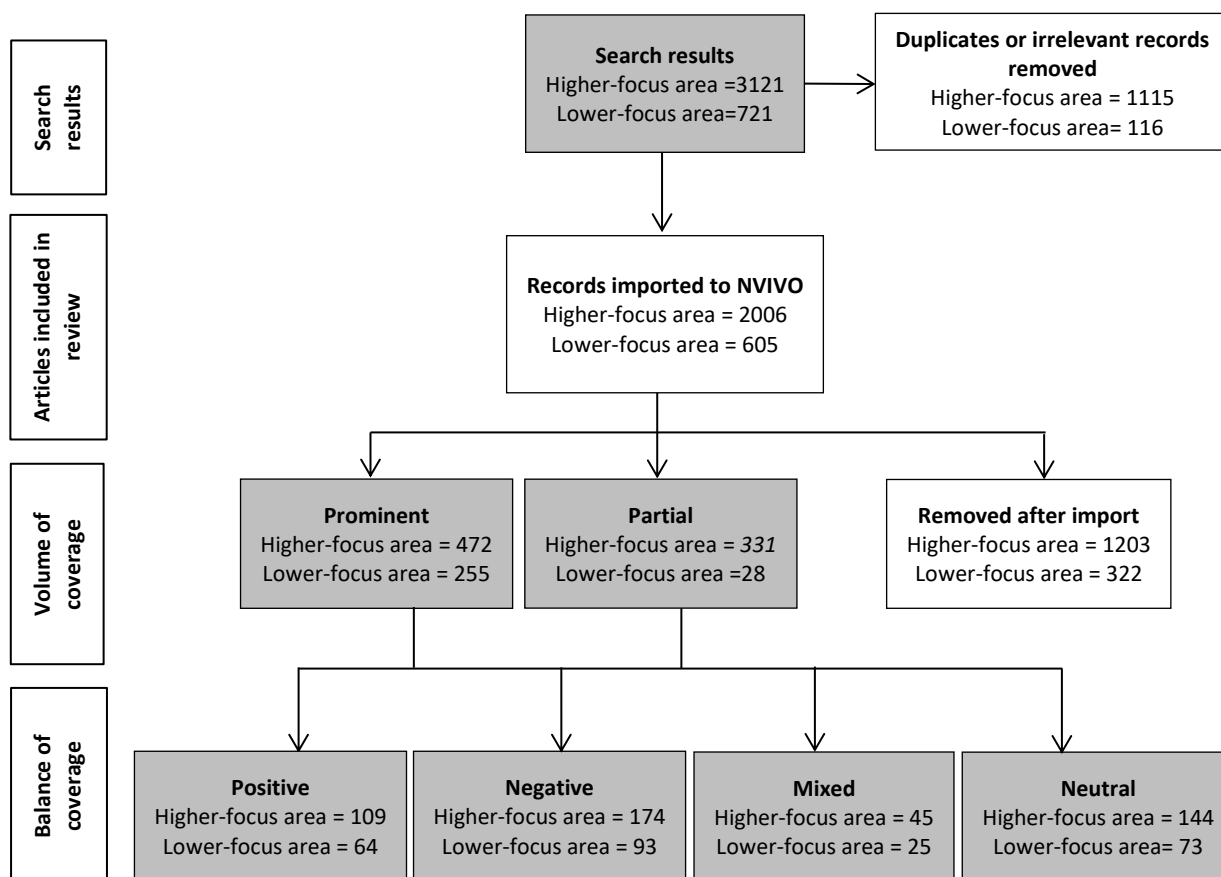 Search
results
Search results
Higher-focus area =3121
Lower-focus area=721
Duplicates or irrelevant records
removed
Higher-focus area = 1115
Lower-focus area= 116
Articles included in
review
Records imported to NVIVO
Higher-focus area = 2006
Lower-focus area = 605
Volume of
coverage
Prominent
Higher-focus area = 472
Lower-focus area = 255
Partial
Higher-focus area = 331
Lower-focus area =28
Removed after import
Higher-focus area = 1203
Lower-focus area = 322
Balance of
coverage
Positive
Higher-focus area = 109
Lower-focus area = 64
Negative
Higher-focus area = 174
Lower-focus area = 93
Mixed
Higher-focus area = 45
Lower-focus area = 25
Neutral
Higher-focus area = 144
Lower-focus area= 73